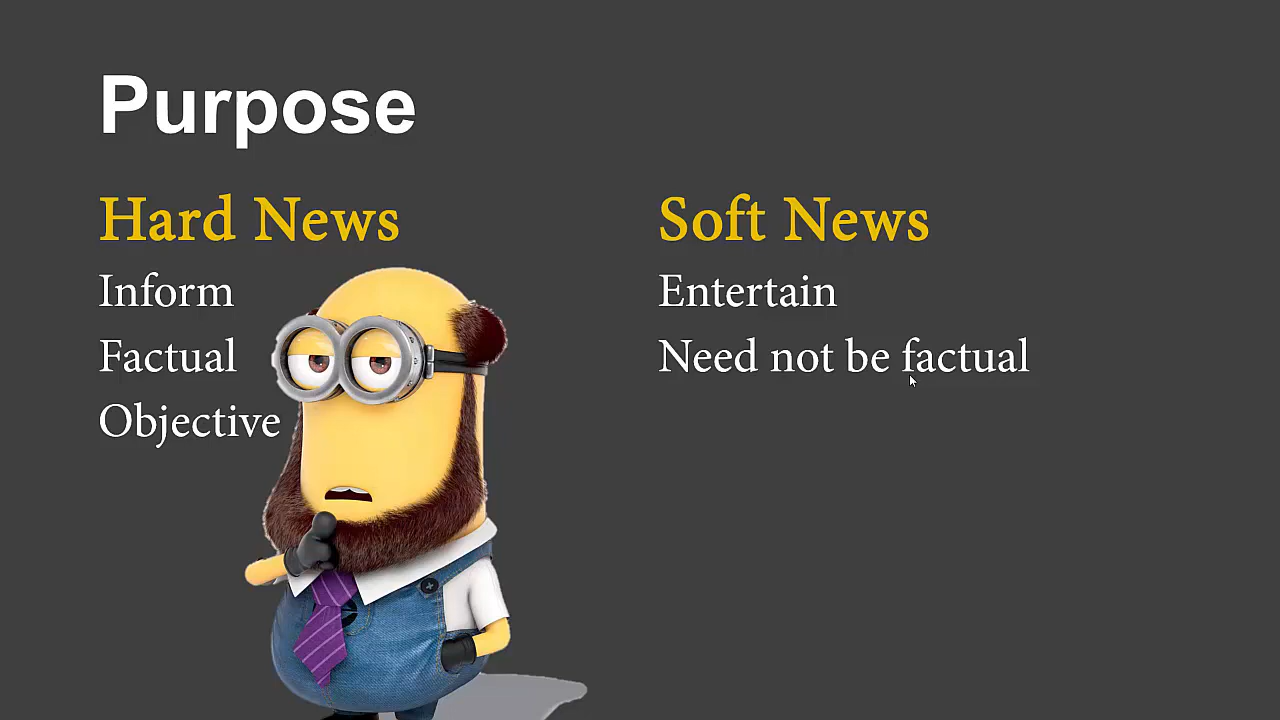 Purpose
Hard News
Inform
Factual
Objective
Soft News
Entertain
Need not be factual